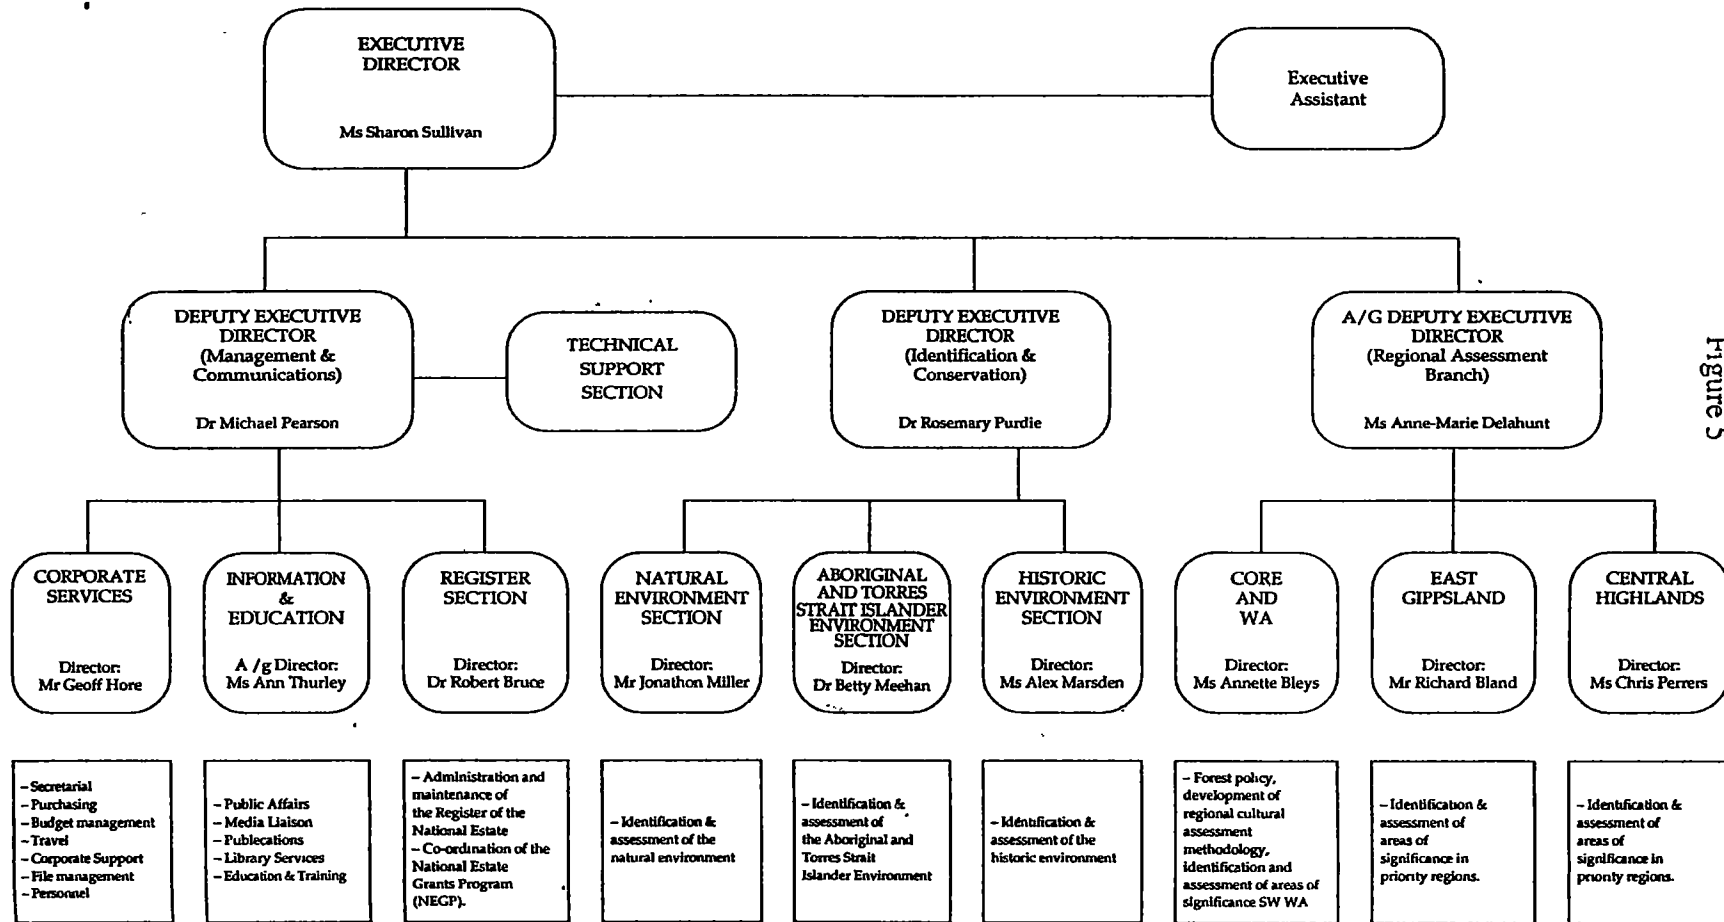 EXECUTIVE
DIRECTOR
Ms Sharon Sullivan
Executive
Assistant
DEPUTY EXECUTIVE
DIRECTOR
(Management &
Communications)
Dr Michael Pearson
TECHNICAL
SUPPORT
SECTION
DEPUTY EXECUTIVE
DIRECTOR
(Identification &
Conservation)
Dr Rosemary Purdie
A/G DEPUTY EXECUTIVE
DIRECTOR
(Regional Assessment
Branch)
Ms Anne-Marie Delahunt
Figure 5
CORPORATE
SERVICES
Director:
Mr Geoff Hore
INFORMATION
&
EDUCATION
A/g Director:
Ms Ann Thurley
REGISTER
SECTION
Director:
Dr Robert Bruce
NATURAL
ENVIRONMENT
SECTION
Director:
Mr Jonathon Miller
ABORIGINAL
AND TORRES
STRAIT ISLANDER
ENVIRONMENT
SECTION
Director:
Dr Betty Meehan
HISTORIC
ENVIRONMENT
SECTION
Director:
Ms Alex Marsden
CORE
AND
WA
Director:
Ms Annette Bleys
EAST
GIPPSLAND
Director:
Mr Richard Bland
CENTRAL
HIGHLANDS
Director:
Ms Chris Perrers
– Secretarial
– Purchasing
– Budget management
– Travel
– Corporate Support
– File management
– Personnel
– Public Affairs
– Media Liaison
– Publecations
– Library Services
– Education & Training
– Administration and
maintenance of
the Register of the
National Estate
– Co-ordination of the
National Estate
Grants Program
(NEGP).
– Identification &
assessment of the
natural environment
– Identification &
assessment of
the Aboriginal and
Torres Strait
Islander Environment
– Identification &
assessment of the
historic environment
– Forest policy,
development of
regional cultural
assessment
methodology,
identification and
assessment of areas of
significance SW WA
– Identification &
assessment of
areas of
significance in
priority regions.
– Identification &
assessment of
areas of
significance in
priority regions.